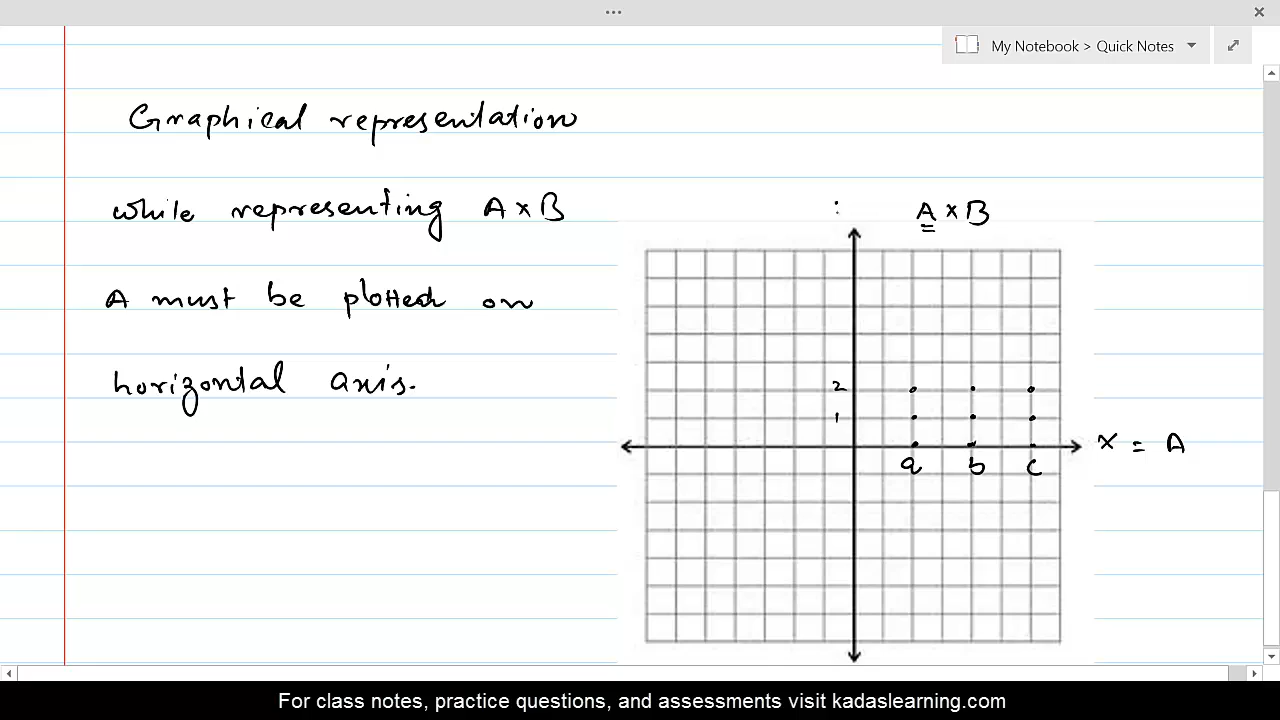 My Notebook > Quick Notes
Graphical representation
while representing A × B
A must be plotted on
horizontal axis.
: A × B
2
1
a b c
X = A
For class notes, practice questions, and assessments visit kadaslearning.com